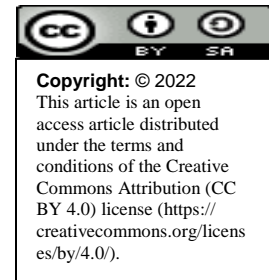 cc
BY SA
Copyright: © 2022
This article is an open
access article distributed
under the terms and
conditions of the Creative
Commons Attribution (CC
BY 4.0) license (https://
creativecommons.org/licens
es/by/4.0/).